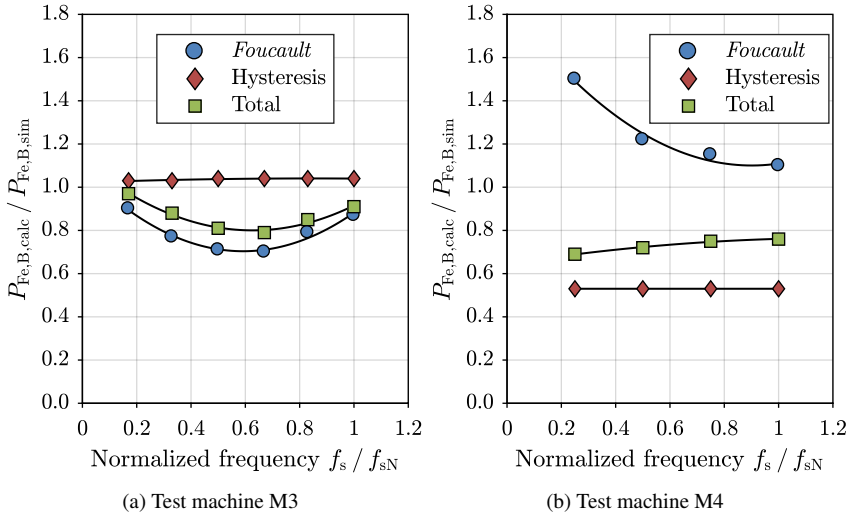 1.8
1.6
1.4
1.2
1.0
0.8
0.6
0.4
0.2
0.0
P_Fe,B,calc / P_Fe,B,sim
Foucault
Hysteresis
Total
0 0.2 0.4 0.6 0.8 1 1.2
Normalized frequency f_s / f_sN
(a) Test machine M3
1.8
1.6
1.4
1.2
1.0
0.8
0.6
0.4
0.2
0.0
P_Fe,B,calc / P_Fe,B,sim
Foucault
Hysteresis
Total
0 0.2 0.4 0.6 0.8 1 1.2
Normalized frequency f_s / f_sN
(b) Test machine M4